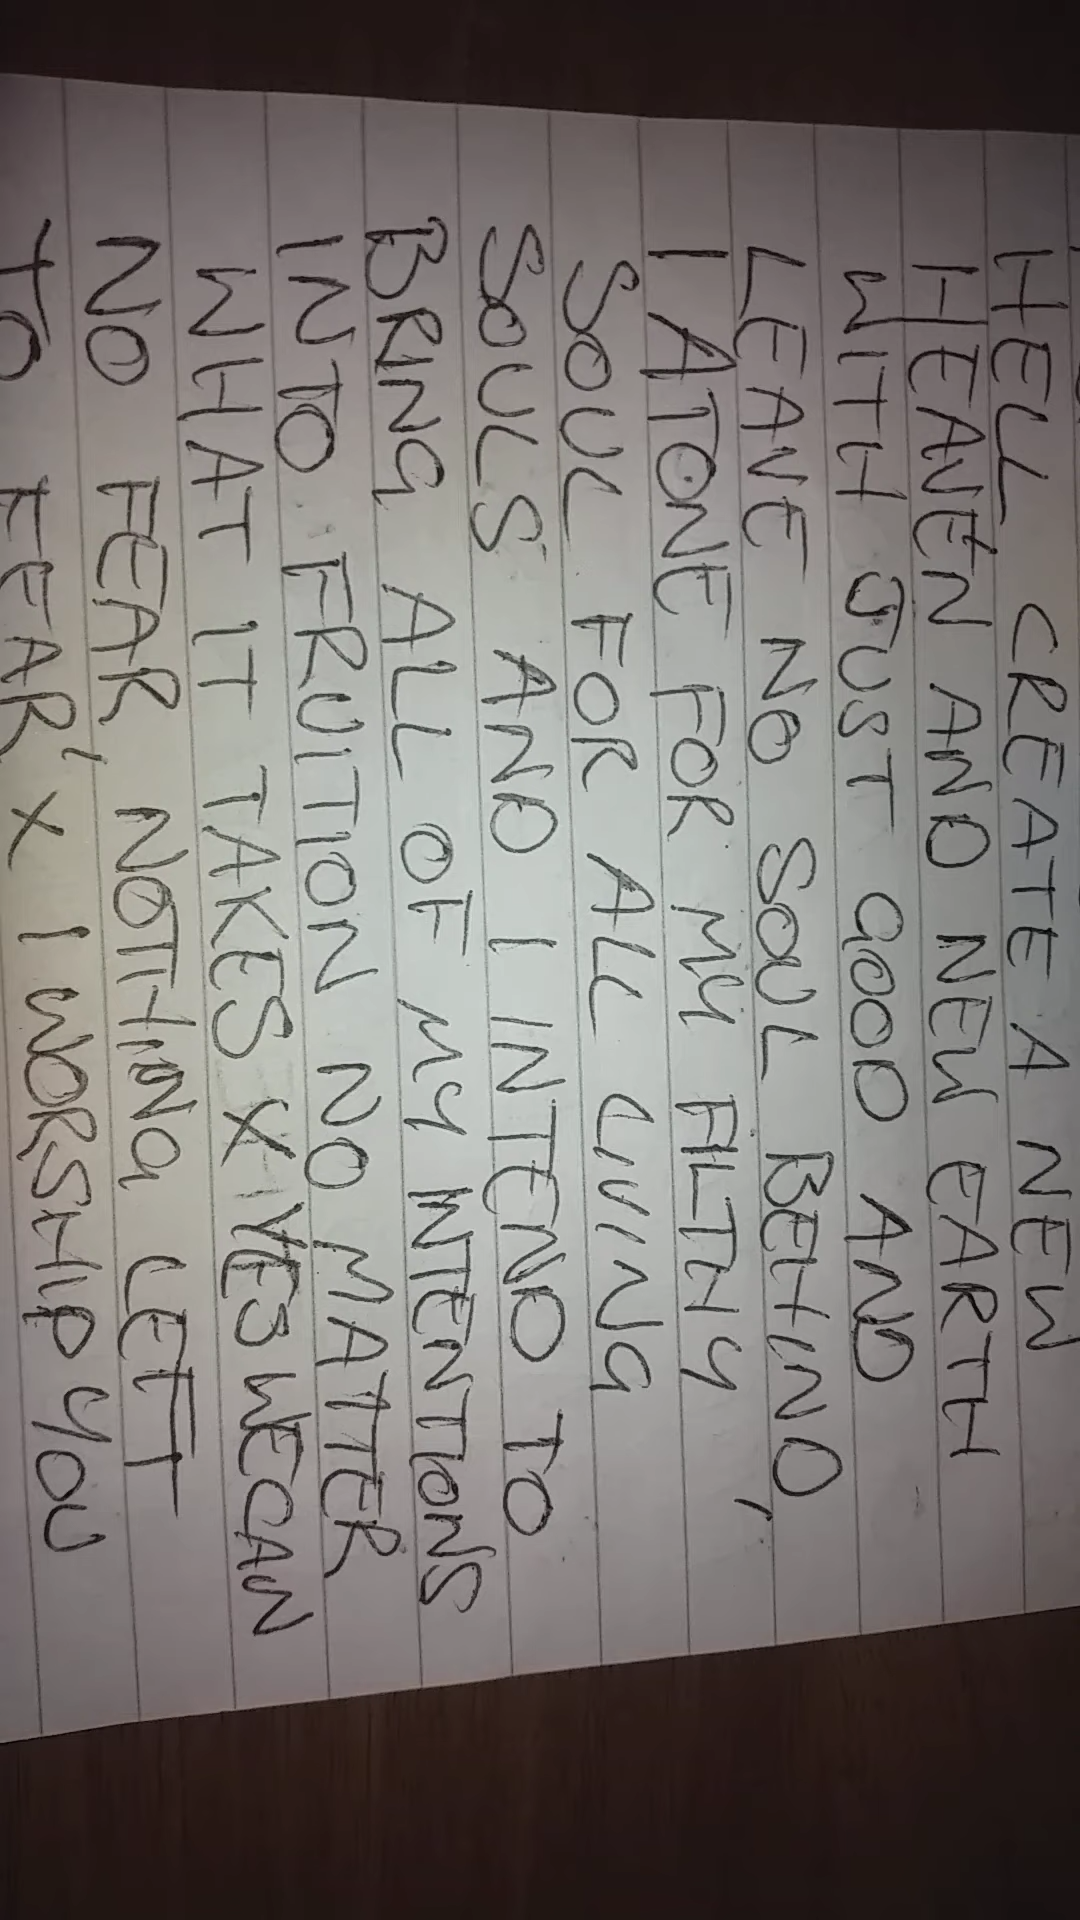 HELL CREATE A NEW
HEAVEN AND NEW EARTH
WITH JUST GOOD AND
LEAVE NO SOUL BEHIND,
I ATONE FOR MY FILTHY
SOUL FOR ALL LIVING
SOULS AND I INTEND TO
BRING ALL OF MY INTENTIONS
INTO FRUITION NO MATTER
WHAT IT TAKES X YES WE CAN
NO FEAR, NOTHING LEFT
TO FEAR X I WORSHIP YOU